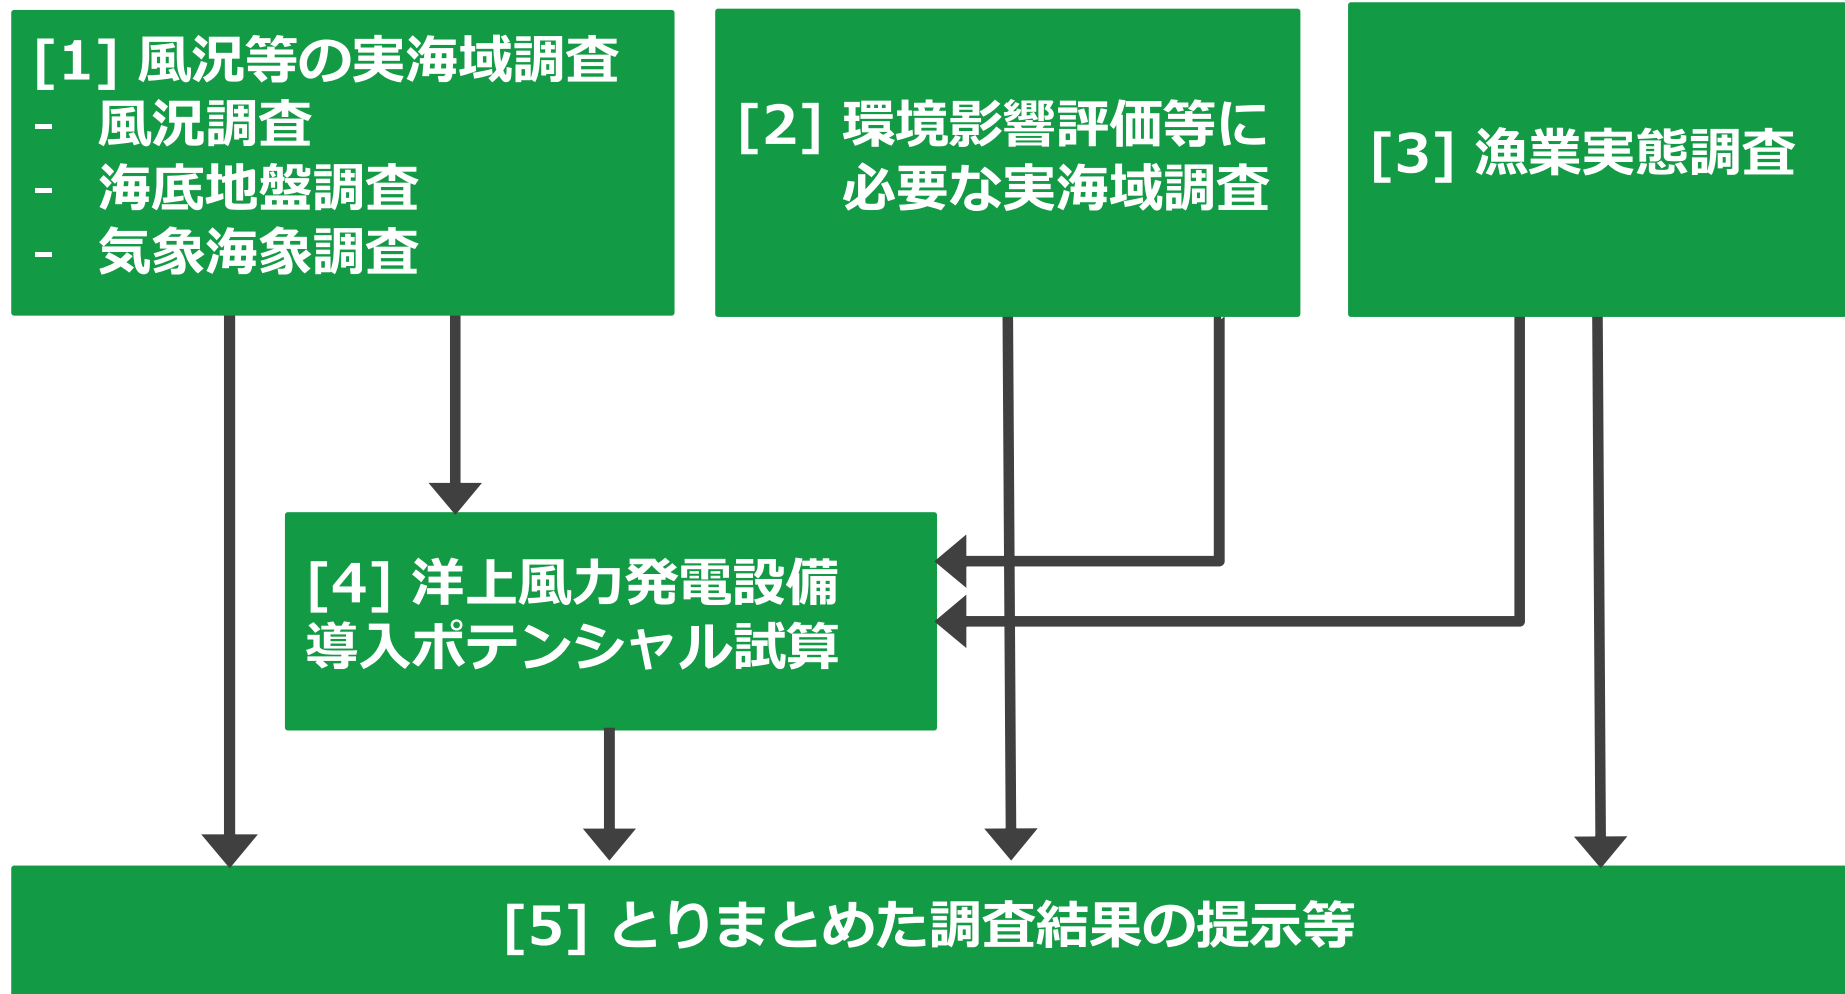 [1] 風況等の実海域調査
- 風況調査
- 海底地盤調査
- 気象海象調査
[2] 環境影響評価等に
必要な実海域調査
[3] 漁業実態調査
[4] 洋上風力発電設備
導入ポテンシャル試算
[5] とりまとめた調査結果の提示等